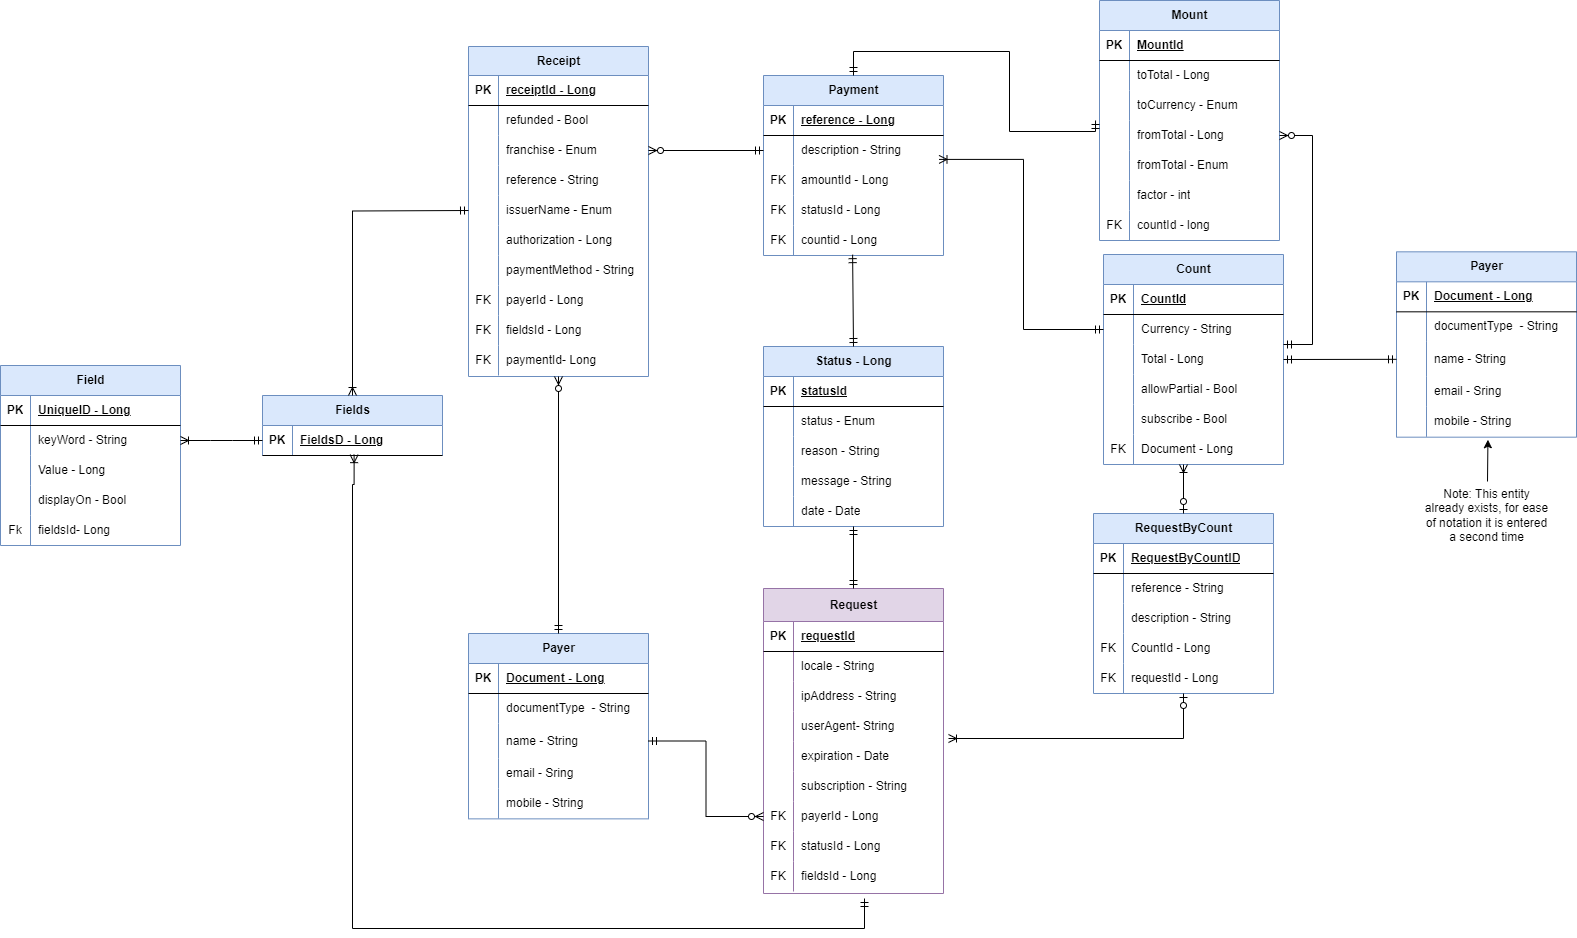 Mount
PK MountId
toTotal - Long
toCurrency - Enum
fromTotal - Long
fromTotal - Enum
factor - int
FK countId - long
Receipt
PK receiptId - Long
refunded - Bool
franchise - Enum
reference - String
issuerName - Enum
authorization - Long
paymentMethod - String
FK payerId - Long
FK fieldsId - Long
FK paymentId- Long
Payment
PK reference - Long
description - String
FK amountId - Long
FK statusId - Long
FK countid - Long
Count
PK CountId
Currency - String
Total - Long
allowPartial - Bool
subscribe - Bool
FK Document - Long
Payer
PK Document - Long
documentType  - String
name - String
email - Sring
mobile - String
Note: This entity
already exists, for ease
of notation it is entered
a second time
Field
PK UniqueID - Long
keyWord - String
Value - Long
displayOn - Bool
Fk fieldsId- Long
Fields
PK FieldsD - Long
Status - Long
PK statusId
status - Enum
reason - String
message - String
date - Date
RequestByCount
PK RequestByCountID
reference - String
description - String
FK CountId - Long
FK requestId - Long
Payer
PK Document - Long
documentType  - String
name - String
email - Sring
mobile - String
Request
PK requestId
locale - String
ipAddress - String
userAgent- String
expiration - Date
subscription - String
FK payerId - Long
FK statusId - Long
FK fieldsId - Long